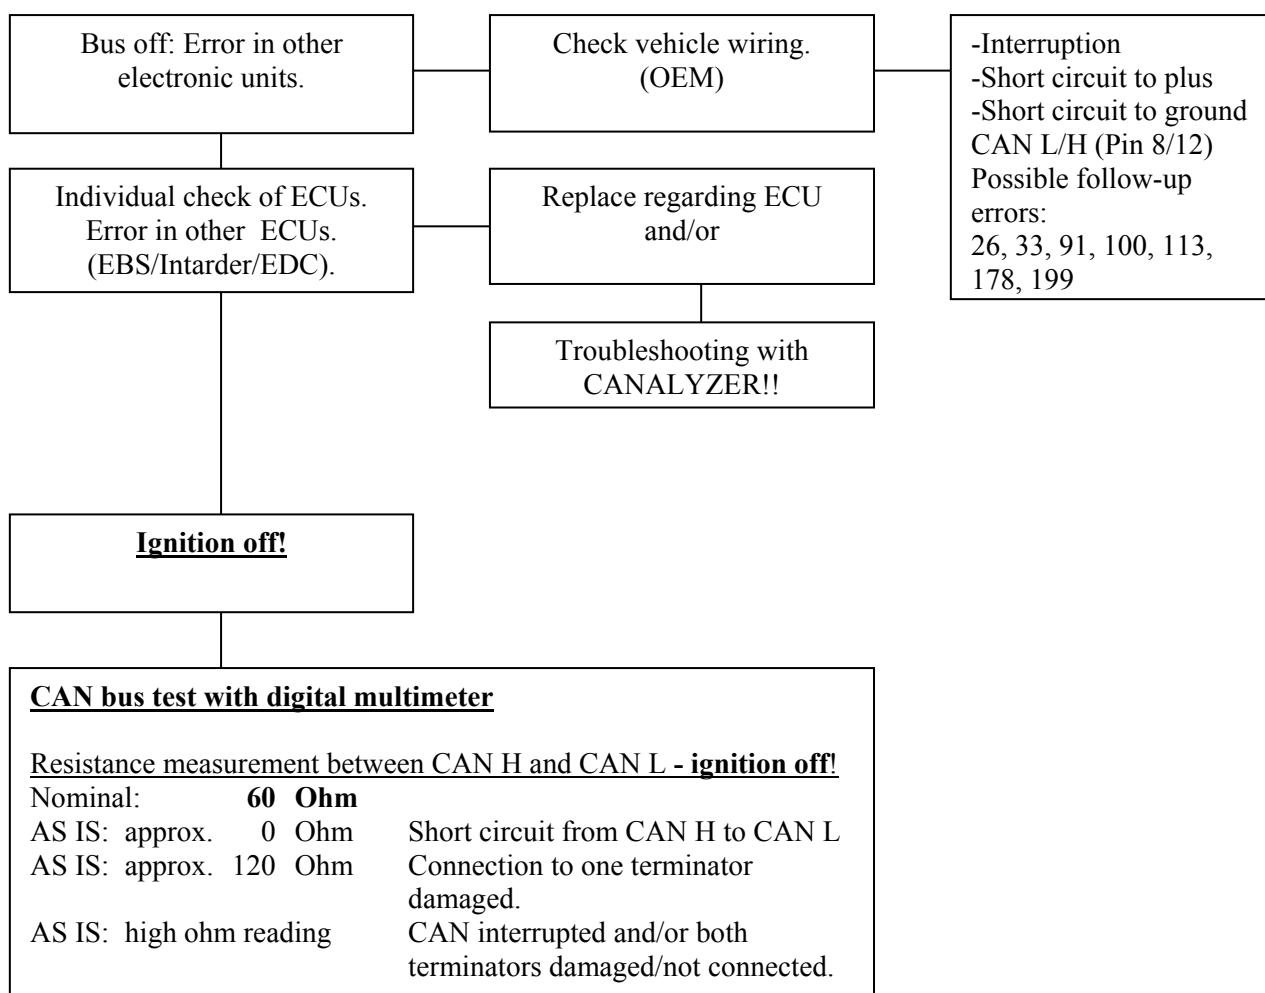 Bus off: Error in other
electronic units.
Check vehicle wiring.
(OEM)
-Interruption
-Short circuit to plus
-Short circuit to ground
CAN L/H (Pin 8/12)
Possible follow-up
errors:
26, 33, 91, 100, 113,
178, 199
Individual check of ECUs.
Error in other  ECUs.
(EBS/Intarder/EDC).
Replace regarding ECU
and/or
Troubleshooting with
CANALYZER!!
Ignition off!
CAN bus test with digital multimeter
Resistance measurement between CAN H and CAN L - ignition off!
Nominal: 60 Ohm
AS IS: approx. 0 Ohm Short circuit from CAN H to CAN L
AS IS: approx. 120 Ohm Connection to one terminator
damaged.
AS IS: high ohm reading CAN interrupted and/or both
terminators damaged/not connected.